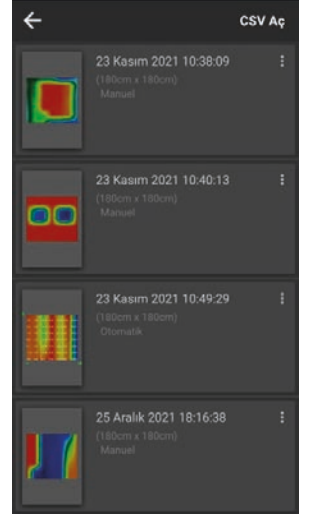 CSV Aç
23 Kasım 2021 10:38:09
(180cm x 180cm)
Manuel
23 Kasım 2021 10:40:13
(180cm x 180cm)
Manuel
23 Kasım 2021 10:49:29
(180cm x 180cm)
Otomatik
25 Aralık 2021 18:16:38
(180cm x 180cm)
Manuel